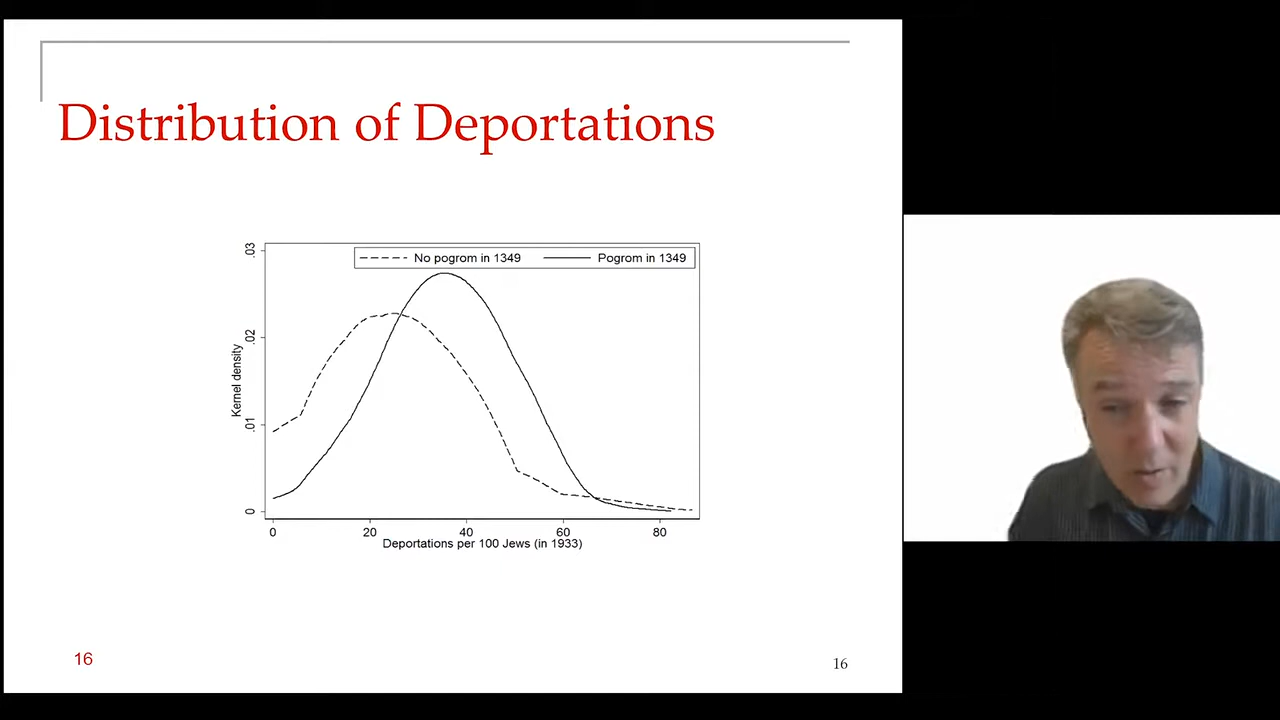 Distribution of Deportations
No pogrom in 1349 Pogrom in 1349
Kernel density
0 .01 .02 .03
0 20 40 60 80
Deportations per 100 Jews (in 1933)
16 16